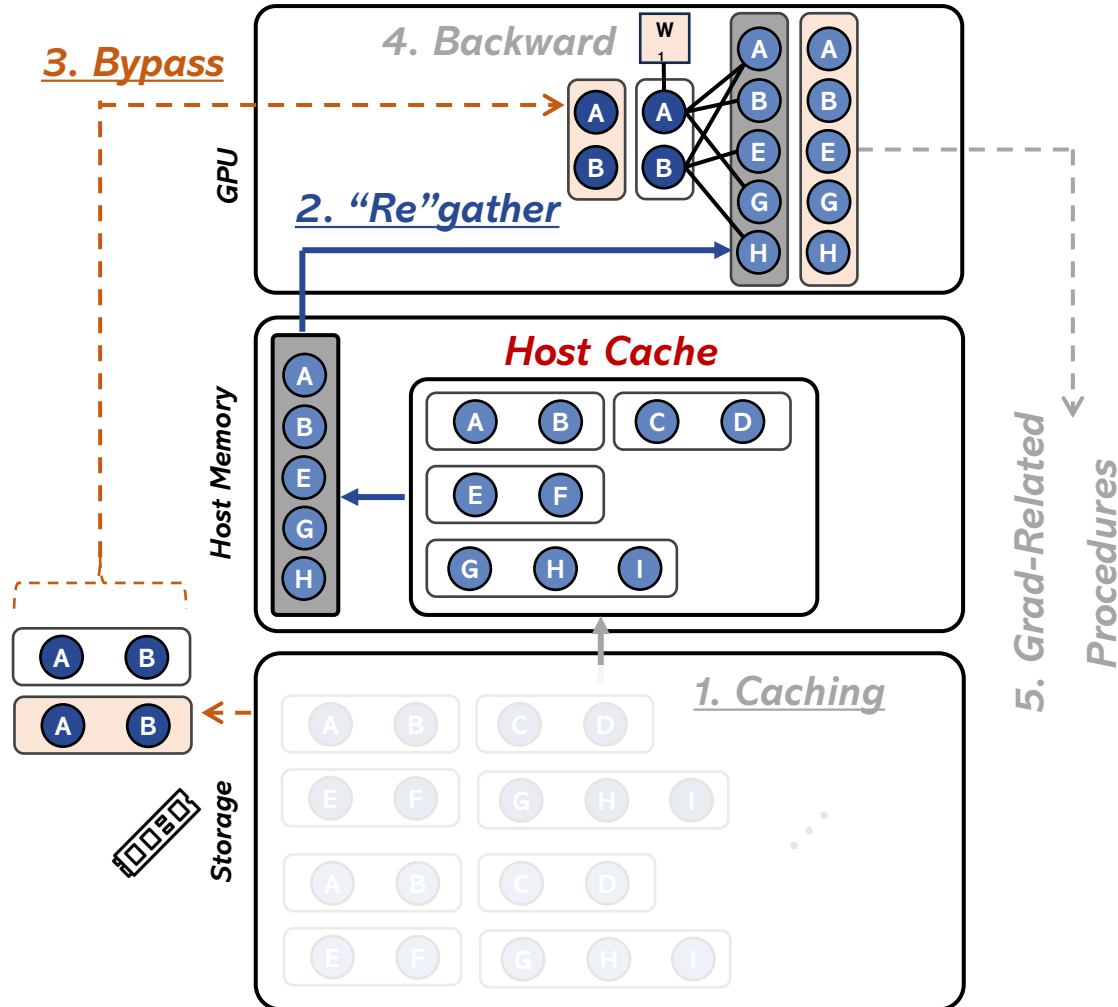 4. Backward
W
1
3. Bypass
A
B
A
B
A
B
E
G
H
A
B
E
G
H
GPU
2. “Re”gather
Host Memory
A
B
E
G
H
Host Cache
A B C D
E F
G H I
5. Grad-Related
Procedures
A B
A B
Storage
1. Caching
A B C D
E F G H I
A B C D
E F G H I